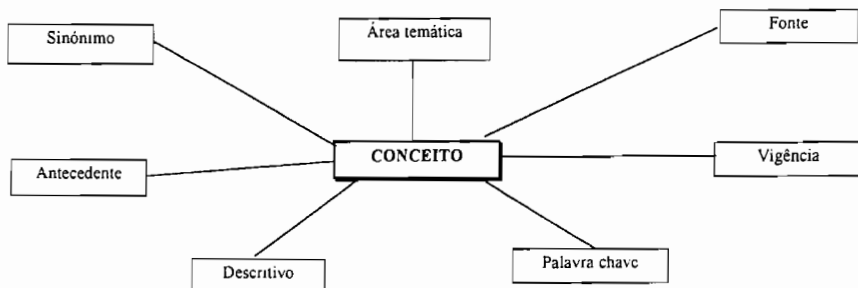 Sinónimo
Área temática
Fonte
CONCEITO
Antecedente
Vigência
Descritivo
Palavra chave